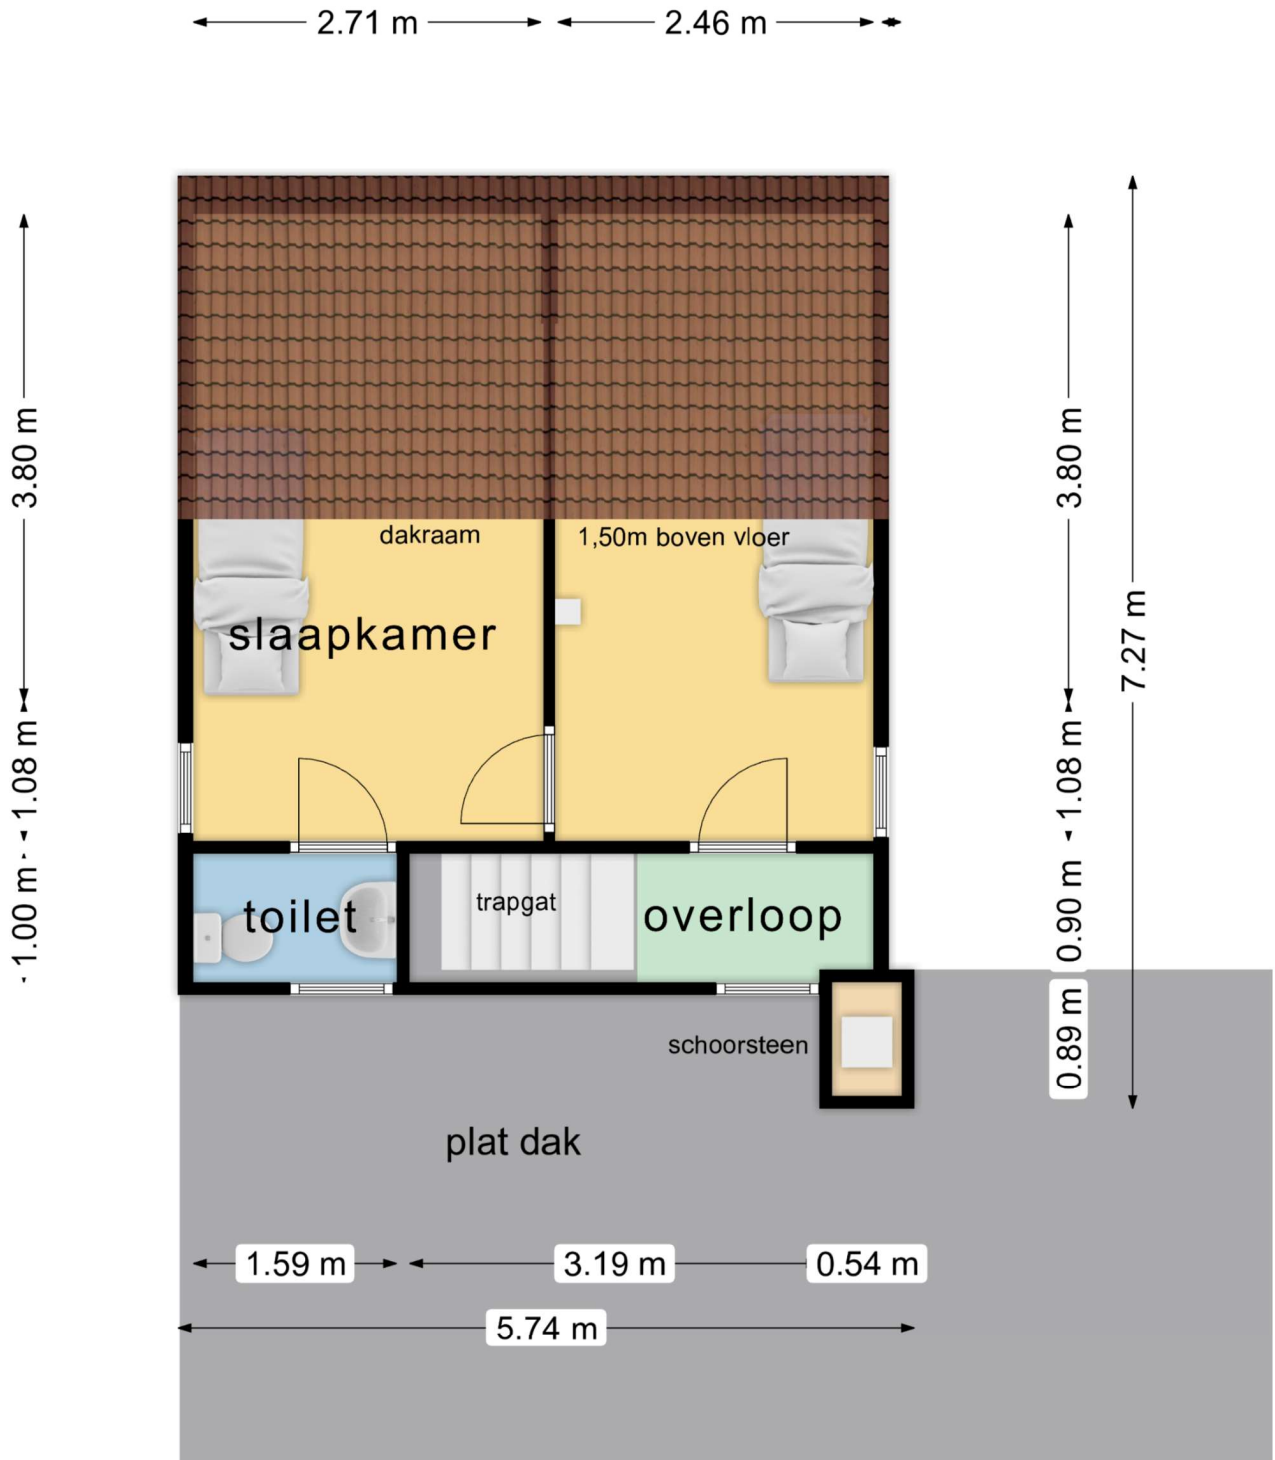 2.71 m
2.46 m
3.80 m
3.80 m
dakraam
1,50m boven vloer
slaapkamer
7.27 m
1.08 m
1.08 m
trapgat
toilet
overloop
1.00 m
0.90 m
0.89 m
schoorsteen
plat dak
1.59 m
3.19 m
0.54 m
5.74 m